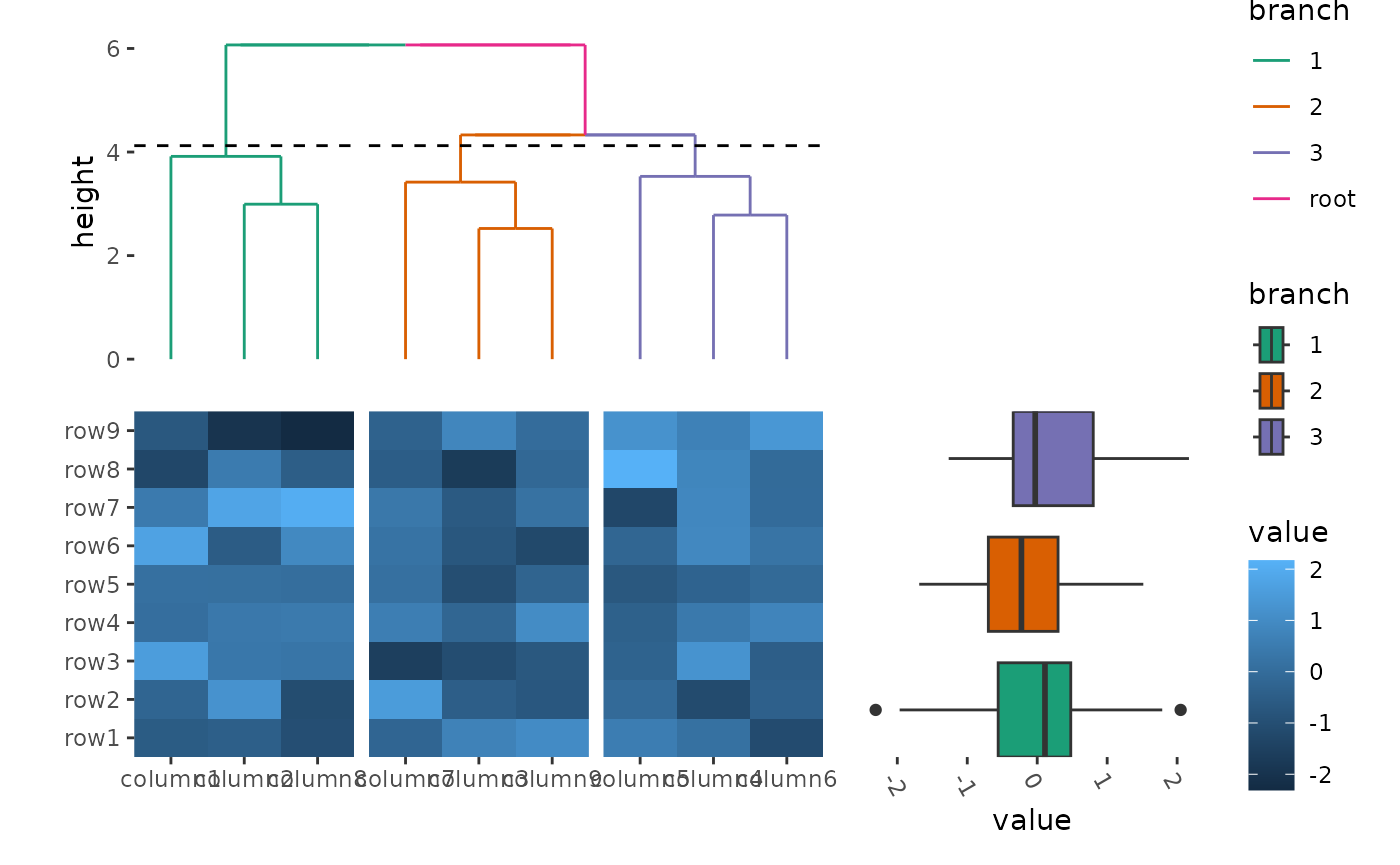 branch
1
2
3
root
6
4
2
0
height
branch
1
2
3
row9
row8
row7
row6
row5
row4
row3
row2
row1
column1 column2 column8 column7 column3 column9 column5 column4 column6
-2 -1 0 1 2
value
value
2
1
0
-1
-2